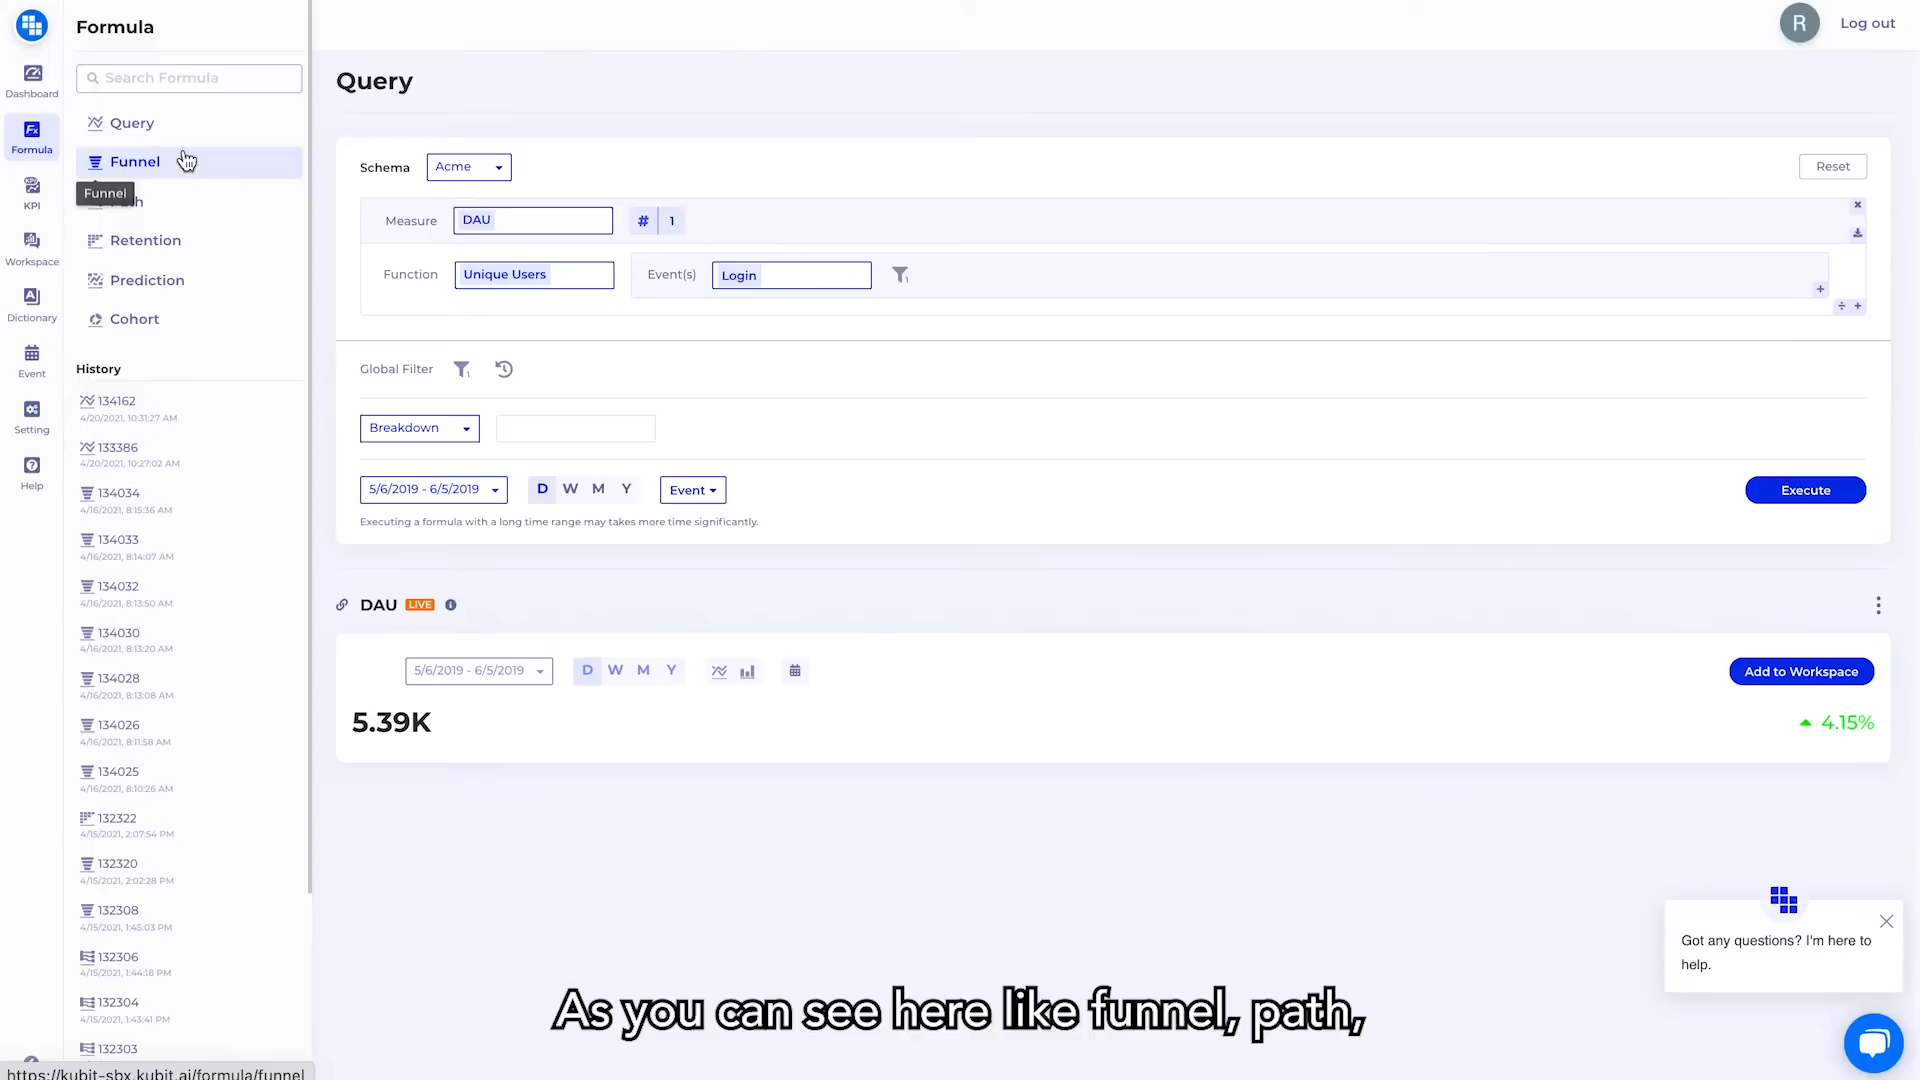 Formula
R
Log out
Search Formula
Query
Dashboard
Query
Fx
Formula
Funnel
Funnel
Schema
Acme
Reset
KPI
Measure
DAU
# 1
Retention
Workspace
Function
Unique Users
Event(s)
Login
Prediction
Dictionary
Cohort
Event
History
Global Filter
134162
4/20/2021, 10:31:27 AM
Setting
Breakdown
133386
4/20/2021, 10:27:02 AM
Help
134034
4/16/2021, 8:15:36 AM
5/6/2019 - 6/5/2019
D W M Y
Event
Execute
Executing a formula with a long time range may takes more time significantly.
134033
4/16/2021, 8:14:07 AM
134032
4/16/2021, 8:13:50 AM
DAU LIVE
134030
4/16/2021, 8:13:20 AM
134028
4/16/2021, 8:13:08 AM
5/6/2019 - 6/5/2019
D W M Y
Add to Workspace
134026
4/16/2021, 8:11:58 AM
5.39K
4.15%
134025
4/16/2021, 8:10:26 AM
132322
4/15/2021, 2:07:54 PM
132320
4/15/2021, 2:02:28 PM
132308
4/15/2021, 1:45:03 PM
132306
4/15/2021, 1:44:18 PM
132304
4/15/2021, 1:43:41 PM
132303
Got any questions? I'm here to
help.
As you can see here like funnel, path,
https://kubit-sbx.kubit.ai/formula/funnel